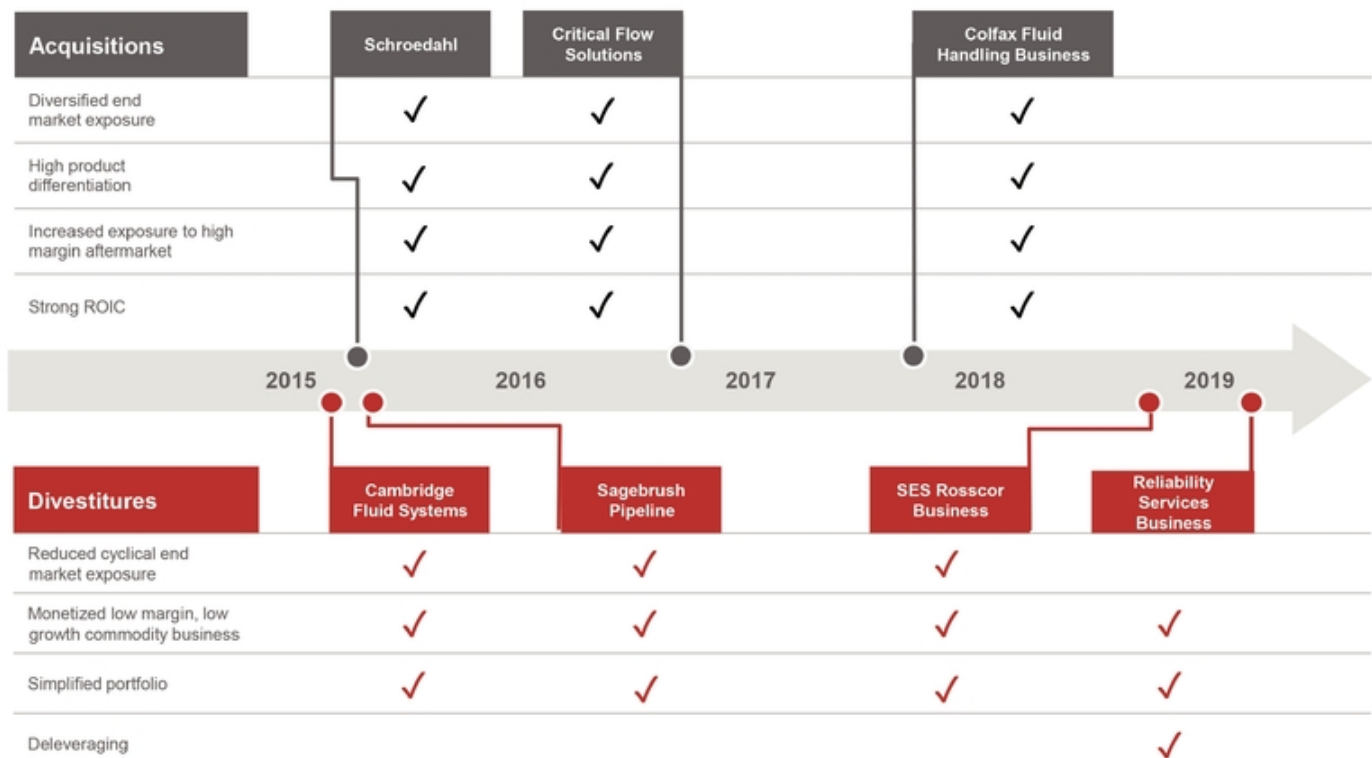 Acquisitions
Schroedahl
Critical Flow
Solutions
Colfax Fluid
Handling Business
Diversified end
market exposure
High product
differentiation
Increased exposure to high
margin aftermarket
Strong ROIC
2015
2016
2017
2018
2019
Divestitures
Cambridge
Fluid Systems
Sagebrush
Pipeline
SES Rosscor
Business
Reliability
Services
Business
Reduced cyclical end
market exposure
Monetized low margin, low
growth commodity business
Simplified portfolio
Deleveraging